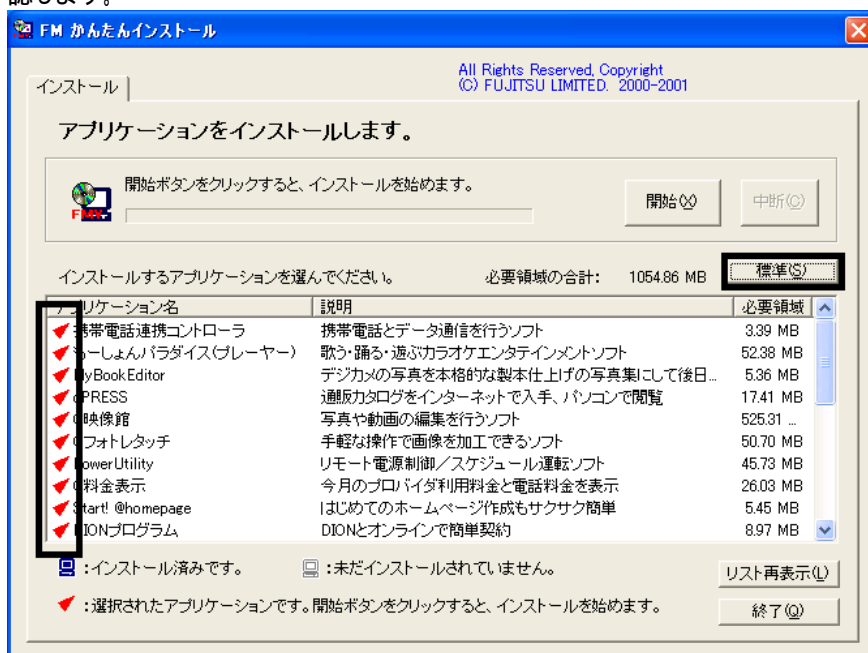 認します。
FM かんたんインストール
All Rights Reserved, Copyright
(C) FUJITSU LIMITED. 2000-2001
インストール
アプリケーションをインストールします。
開始ボタンをクリックすると、インストールを始めます。
FMV
開始(X)
中断(C)
インストールするアプリケーションを選んでください。 必要領域の合計: 1054.86 MB 標準(S)
アプリケーション名 説明 必要領域
携帯電話連携コントローラ 携帯電話とデータ通信を行うソフト 3.39 MB
もーしょんパラダイス(プレーヤー) 歌う・踊る・遊ぶカラオケエンタテインメントソフト 52.38 MB
MyBookEditor デジカメの写真を本格的な製本仕上げの写真集にして後日... 5.36 MB
PRESS 通販カタログをインターネットで入手、パソコンで閲覧 17.41 MB
映像館 写真や動画の編集を行うソフト 525.31 ...
フォトレタッチ 手軽な操作で画像を加工できるソフト 50.70 MB
PowerUtility リモート電源制御／スケジュール運転ソフト 45.73 MB
料金表示 今月のプロバイダ利用料金と電話料金を表示 26.03 MB
Start! @homepage はじめてのホームページ作成もサクサク簡単 5.45 MB
DIONプログラム DIONとオンラインで簡単契約 8.97 MB
:インストール済みです。 :未だインストールされていません。
リスト再表示(L)
:選択されたアプリケーションです。開始ボタンをクリックすると、インストールを始めます。
終了(Q)